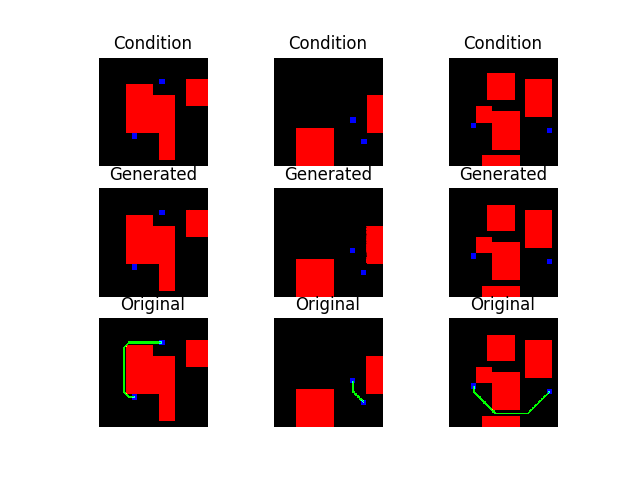 Condition Condition Condition
Generated Generated Generated
Original Original Original